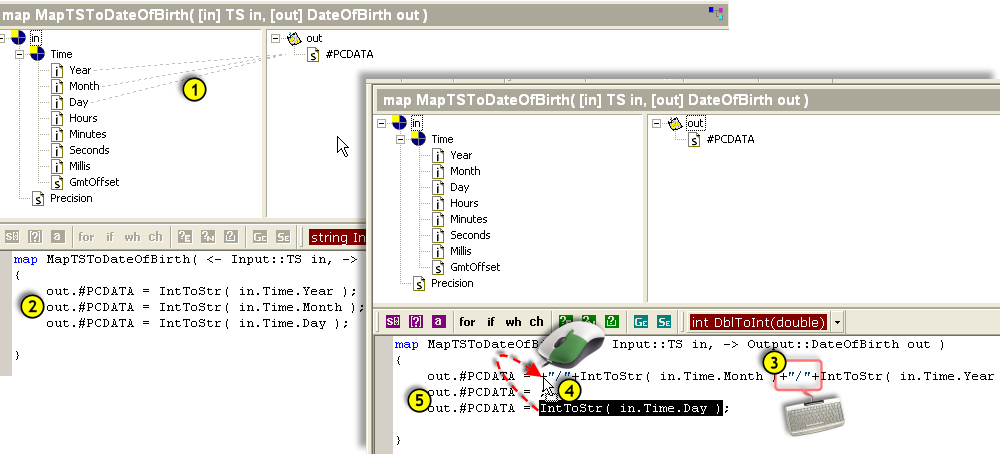 map MapTSToDateOfBirth( [in] TS in, [out] DateOfBirth out )
in
Time
Year
Month
Day
Hours
Minutes
Seconds
Millis
GmtOffset
Precision
out
#PCDATA
1
for if wh ch
string In
map MapTSToDateOfBirth( <- Input::TS in, ->
{
out.#PCDATA = IntToStr( in.Time.Year );
2
out.#PCDATA = IntToStr( in.Time.Month );
out.#PCDATA = IntToStr( in.Time.Day );
}
map MapTSToDateOfBirth( [in] TS in, [out] DateOfBirth out )
in
Time
Year
Month
Day
Hours
Minutes
Seconds
Millis
GmtOffset
Precision
out
#PCDATA
for if wh ch
int DblToInt(double)
map MapTSToDateOfB Input::TS in, -> Output::DateOfBirth out )
{
3
out.#PCDATA = +"/"+IntToStr( in.Time.Month )+"/"+IntToStr( in.Time.Year
4
out.#PCDATA = ;
5
out.#PCDATA = IntToStr( in.Time.Day );
}